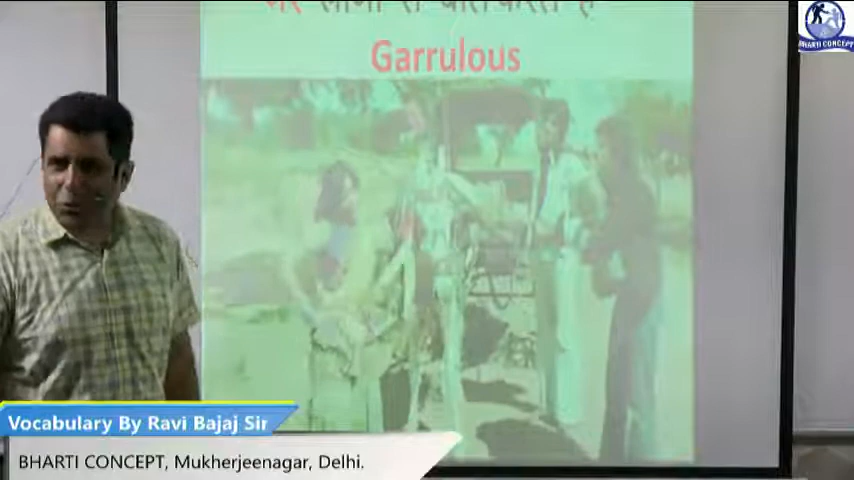 Garrulous
BHARTI CONCEPT
Vocabulary By Ravi Bajaj Sir
BHARTI CONCEPT, Mukherjeenagar, Delhi.